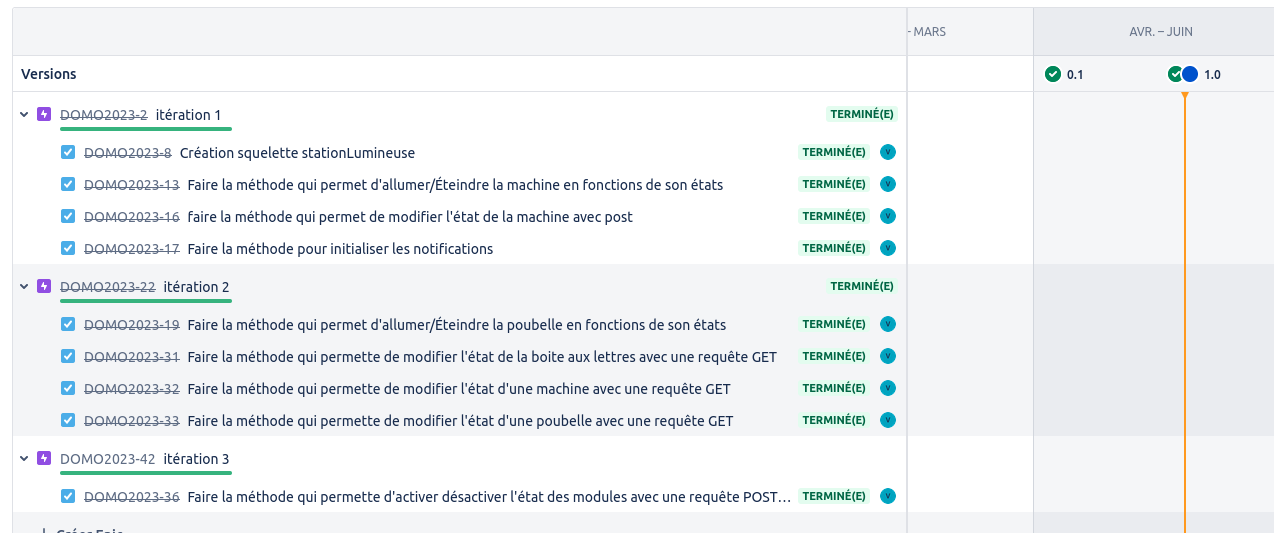 - MARS
AVR. – JUIN
Versions
0.1
1.0
DOMO2023-2 itération 1 TERMINÉ(E)
DOMO2023-8 Création squelette stationLumineuse TERMINÉ(E) V
DOMO2023-13 Faire la méthode qui permet d'allumer/Éteindre la machine en fonctions de son états TERMINÉ(E) V
DOMO2023-16 faire la méthode qui permet de modifier l'état de la machine avec post TERMINÉ(E) V
DOMO2023-17 Faire la méthode pour initialiser les notifications TERMINÉ(E) V
DOMO2023-22 itération 2 TERMINÉ(E)
DOMO2023-19 Faire la méthode qui permet d'allumer/Éteindre la poubelle en fonctions de son états TERMINÉ(E) V
DOMO2023-31 Faire la méthode qui permette de modifier l'état de la boite aux lettres avec une requête GET TERMINÉ(E) V
DOMO2023-32 Faire la méthode qui permette de modifier l'état d'une machine avec une requête GET TERMINÉ(E) V
DOMO2023-33 Faire la méthode qui permette de modifier l'état d'une poubelle avec une requête GET TERMINÉ(E) V
DOMO2023-42 itération 3
DOMO2023-36 Faire la méthode qui permette d'activer désactiver l'état des modules avec une requête POST… TERMINÉ(E) V
Créer Epic